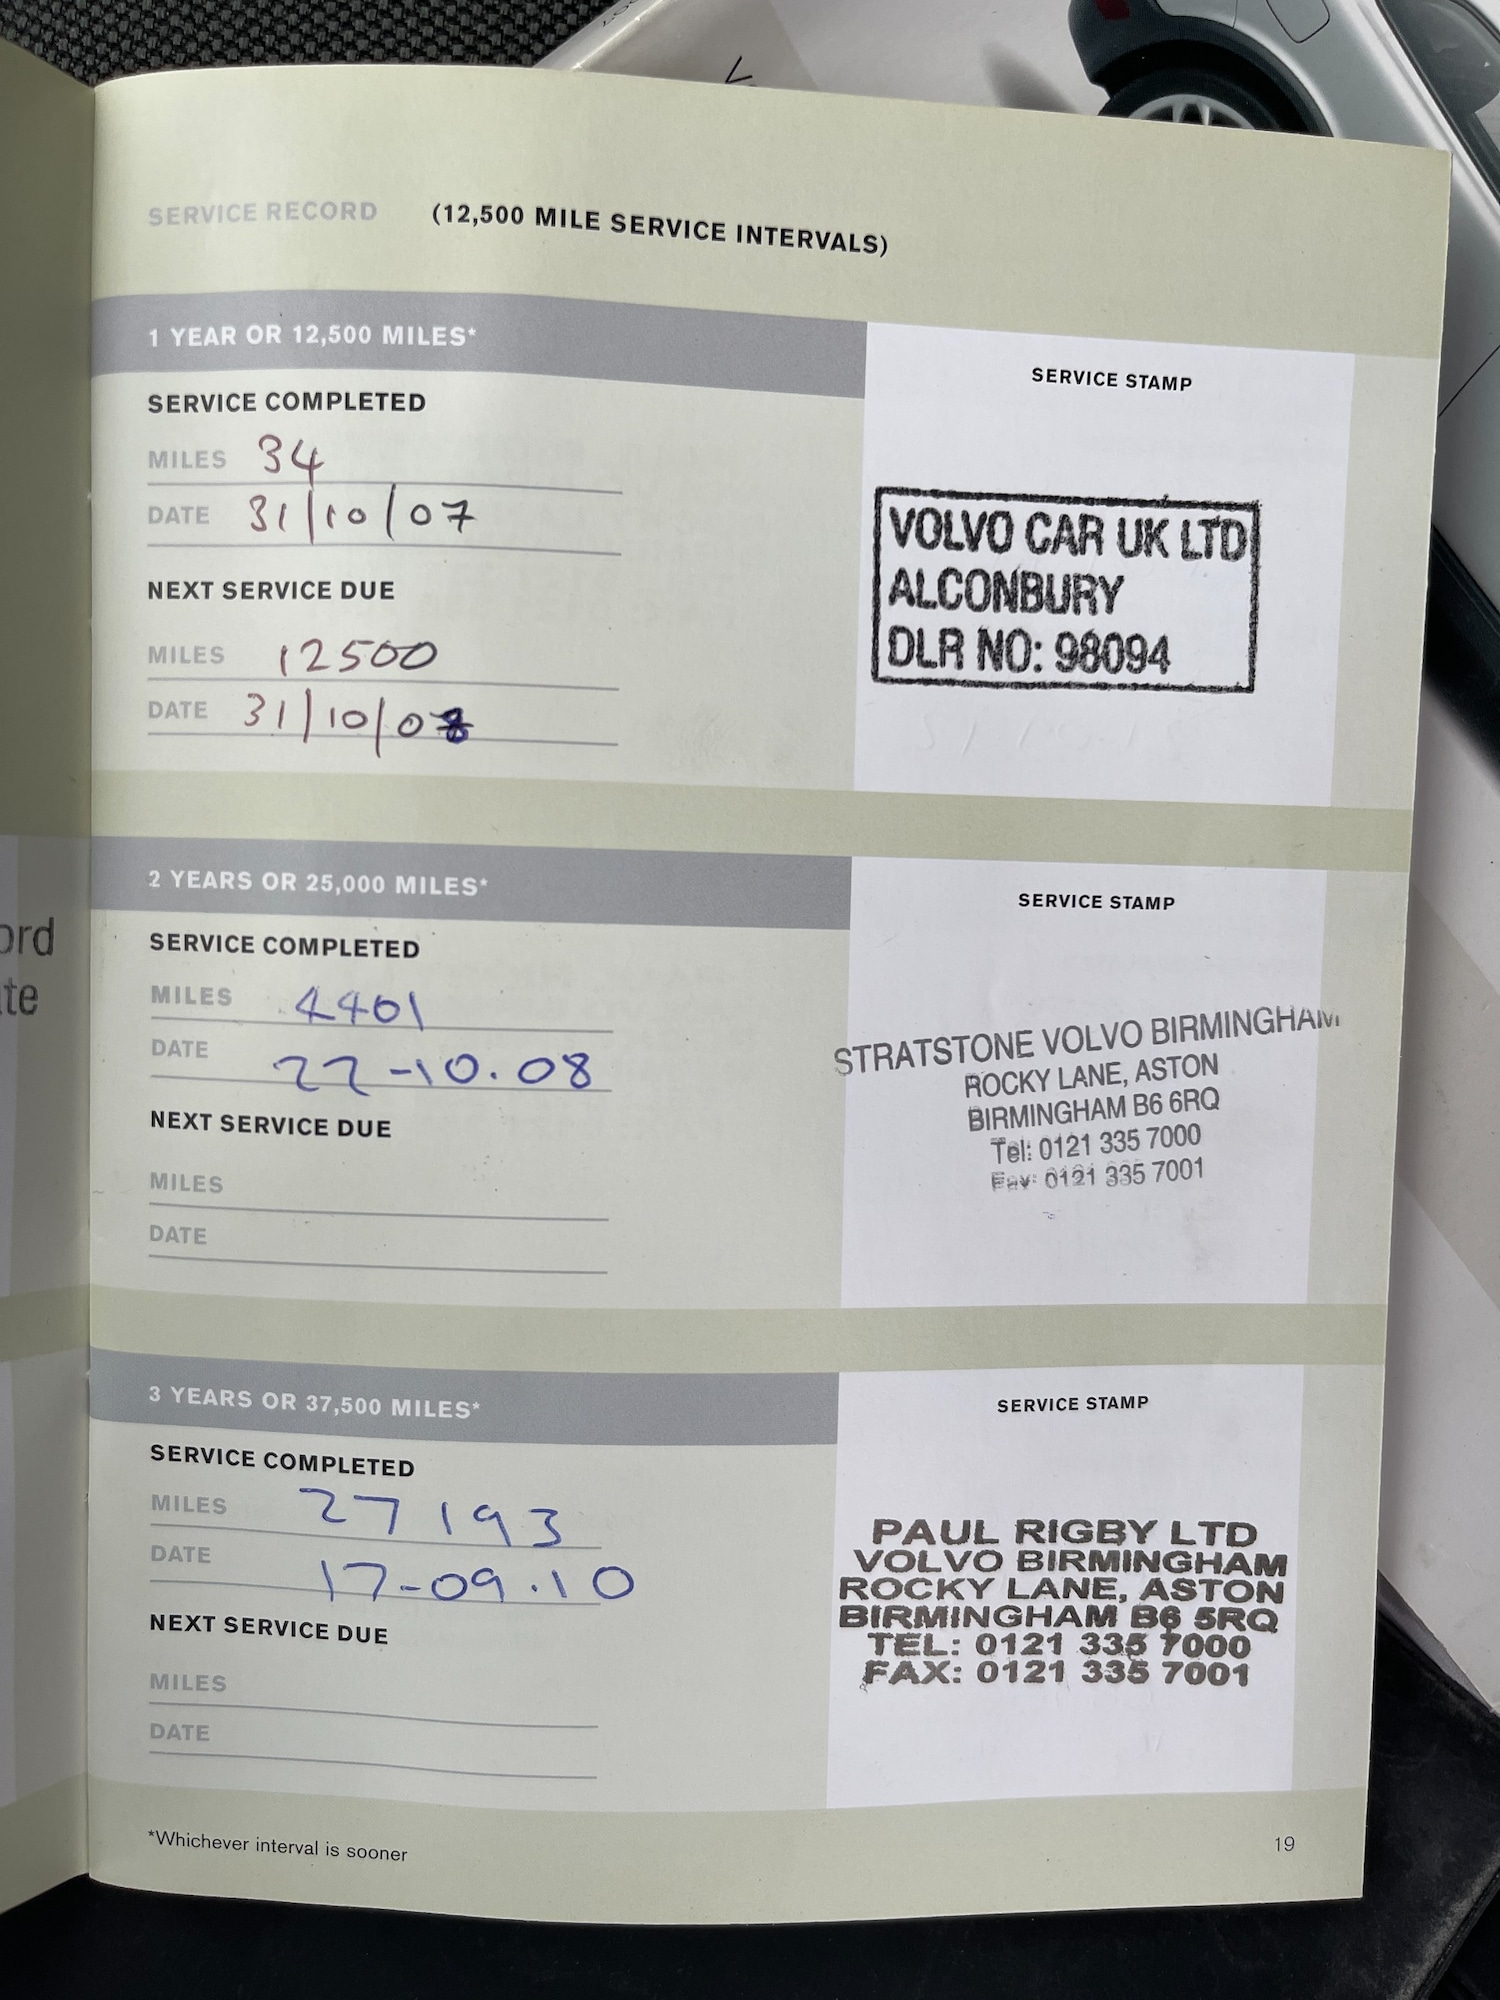 SERVICE RECORD (12,500 MILE SERVICE INTERVALS)
1 YEAR OR 12,500 MILES*
SERVICE COMPLETED
MILES 34
DATE 31/10/07
NEXT SERVICE DUE
MILES 12500
DATE 31/10/08
SERVICE STAMP
VOLVO CAR UK LTD
ALCONBURY
DLR NO: 98094
2 YEARS OR 25,000 MILES*
SERVICE COMPLETED
MILES 4401
DATE 22-10.08
NEXT SERVICE DUE
MILES
DATE
SERVICE STAMP
STRATSTONE VOLVO BIRMINGHAM
ROCKY LANE, ASTON
BIRMINGHAM B6 6RQ
Tel: 0121 335 7000
Fax: 0121 335 7001
3 YEARS OR 37,500 MILES*
SERVICE COMPLETED
MILES 27193
DATE 17-09.10
NEXT SERVICE DUE
MILES
DATE
SERVICE STAMP
PAUL RIGBY LTD
VOLVO BIRMINGHAM
ROCKY LANE, ASTON
BIRMINGHAM B6 5RQ
TEL: 0121 335 7000
FAX: 0121 335 7001
*Whichever interval is sooner
19